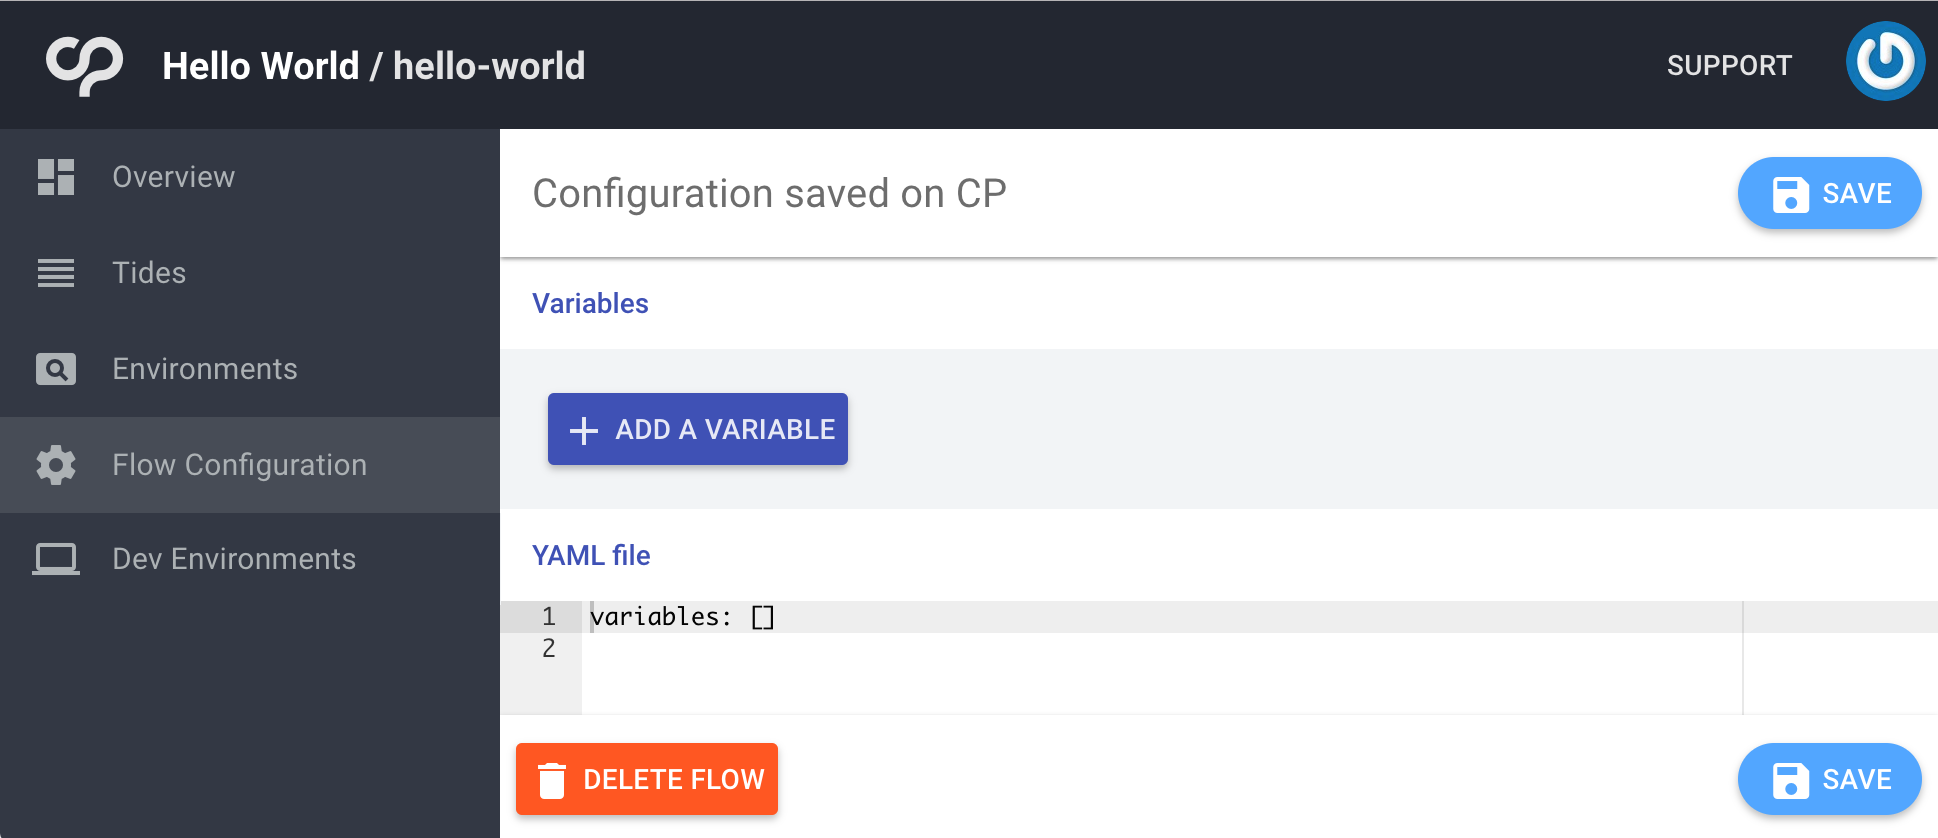 Hello World / hello-world
SUPPORT
Overview
Tides
Environments
Flow Configuration
Dev Environments
Configuration saved on CP
SAVE
Variables
ADD A VARIABLE
YAML file
1 variables: []
2
DELETE FLOW
SAVE